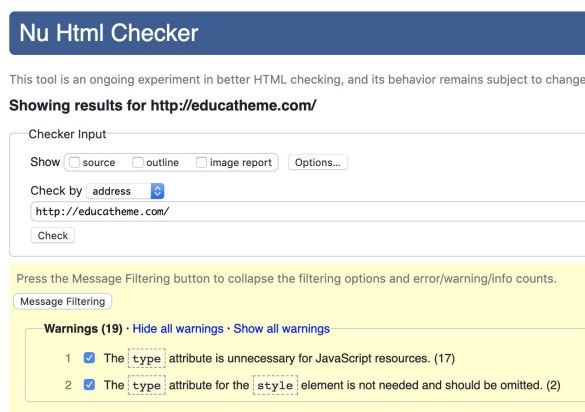 Nu Html Checker
This tool is an ongoing experiment in better HTML checking, and its behavior remains subject to change
Showing results for http://educatheme.com/
Checker Input
Show source outline image report Options...
Check by address
http://educatheme.com/
Check
Press the Message Filtering button to collapse the filtering options and error/warning/info counts.
Message Filtering
Warnings (19) · Hide all warnings · Show all warnings
1 The type attribute is unnecessary for JavaScript resources. (17)
2 The type attribute for the style element is not needed and should be omitted. (2)